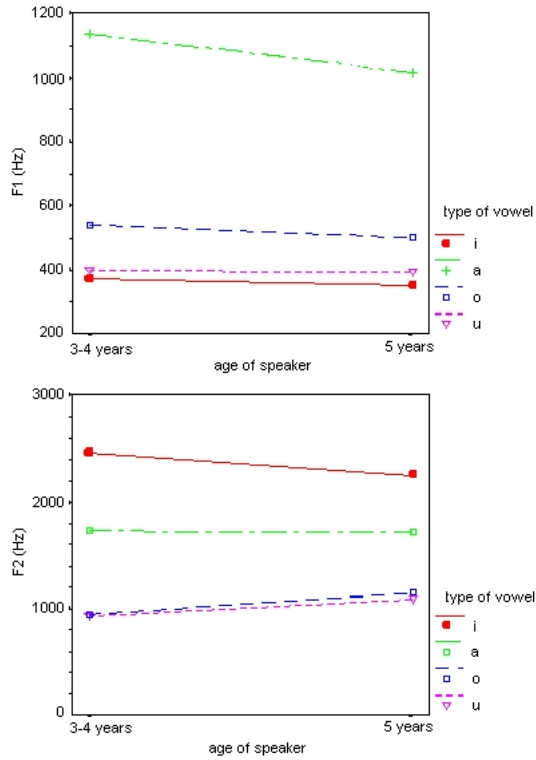 1200
1000
800
600
400
200
F1 (Hz)
3-4 years
5 years
age of speaker
type of vowel
i
a
o
u
3000
2000
1000
0
F2 (Hz)
3-4 years
5 years
age of speaker
type of vowel
i
a
o
u